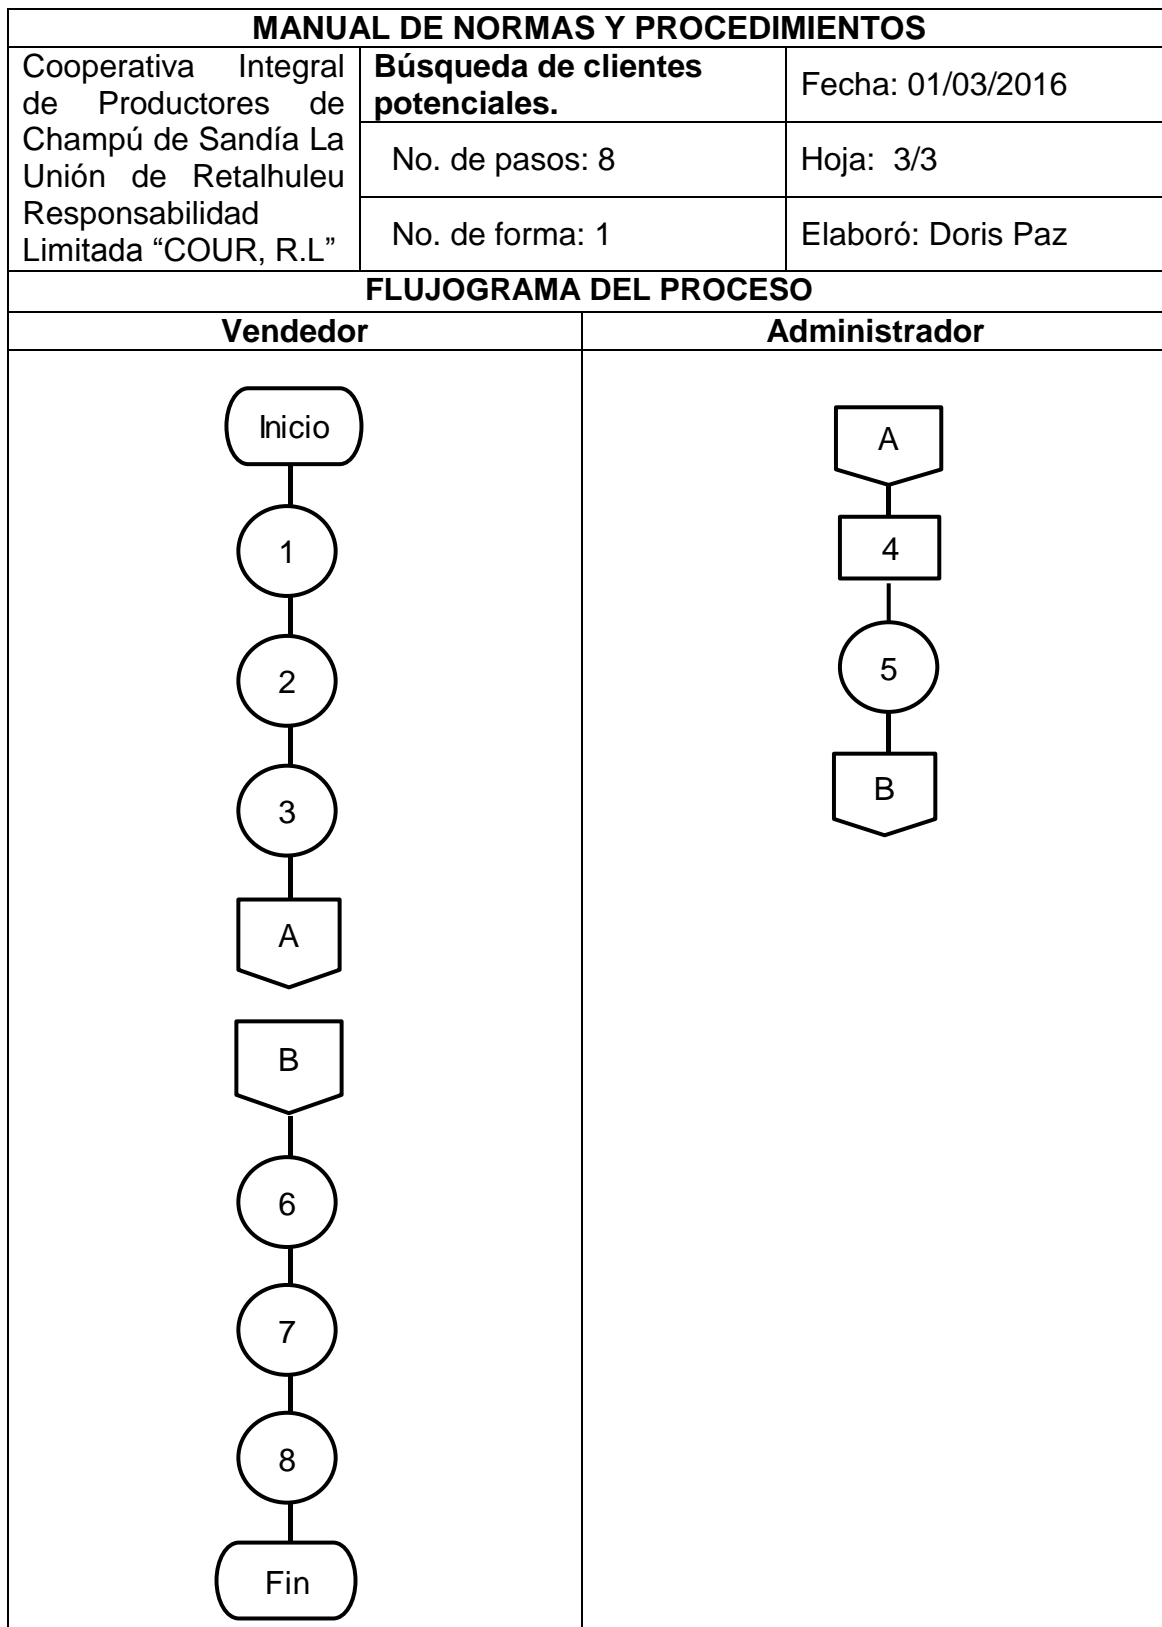 MANUAL DE NORMAS Y PROCEDIMIENTOS
Cooperativa Integral
de Productores de
Champú de Sandía La
Unión de Retalhuleu
Responsabilidad
Limitada “COUR, R.L”
Búsqueda de clientes
potenciales.
Fecha: 01/03/2016
No. de pasos: 8
Hoja: 3/3
No. de forma: 1
Elaboró: Doris Paz
FLUJOGRAMA DEL PROCESO
Vendedor
Inicio
1
2
3
A
B
6
7
8
Fin
Administrador
A
4
5
B